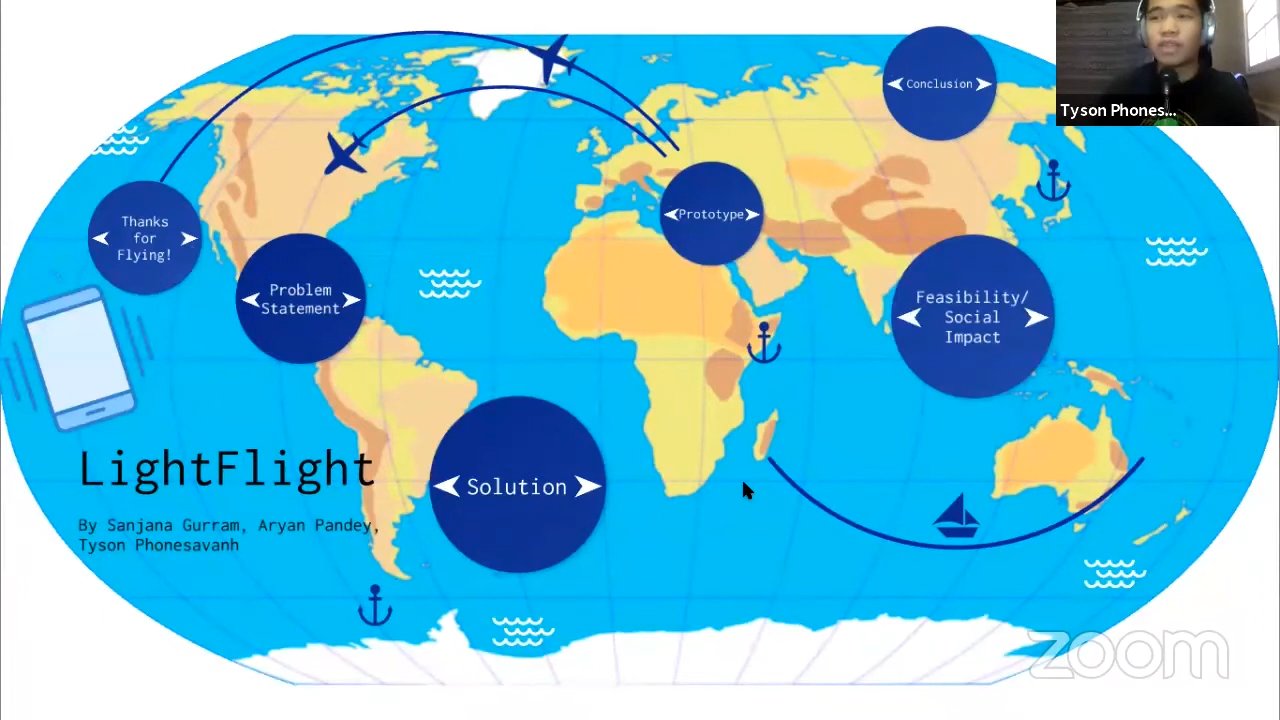 Conclusion
Tyson Phones...
Thanks
for
Flying!
Prototype
Problem
Statement
Feasibility/
Social
Impact
LightFlight
Solution
By Sanjana Gurram, Aryan Pandey,
Tyson Phonesavanh
zoom